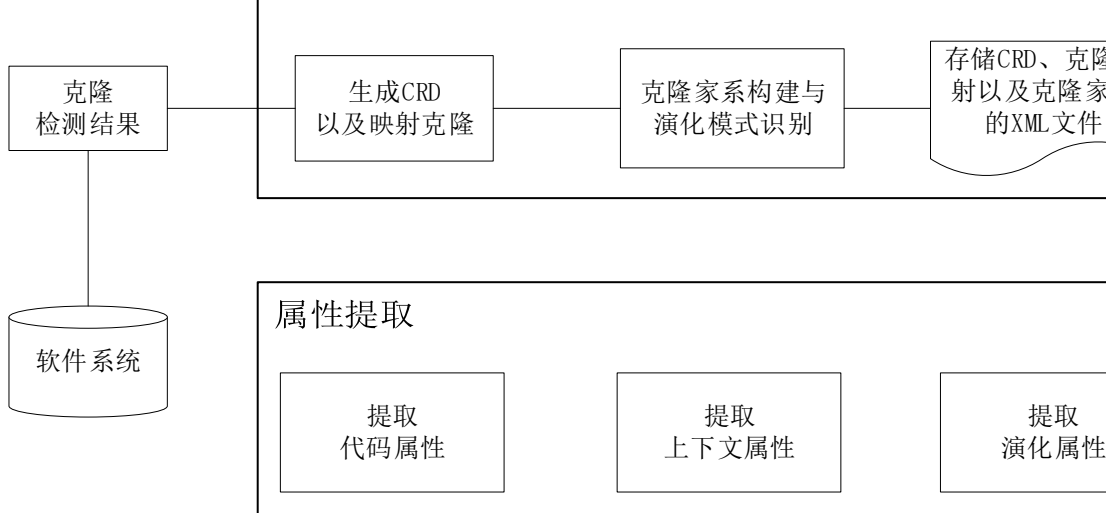 克隆
检测结果
生成CRD
以及映射克隆
克隆家系构建与
演化模式识别
存储CRD、克隆
射以及克隆家
的XML文件
软件系统
属性提取
提取
代码属性
提取
上下文属性
提取
演化属性